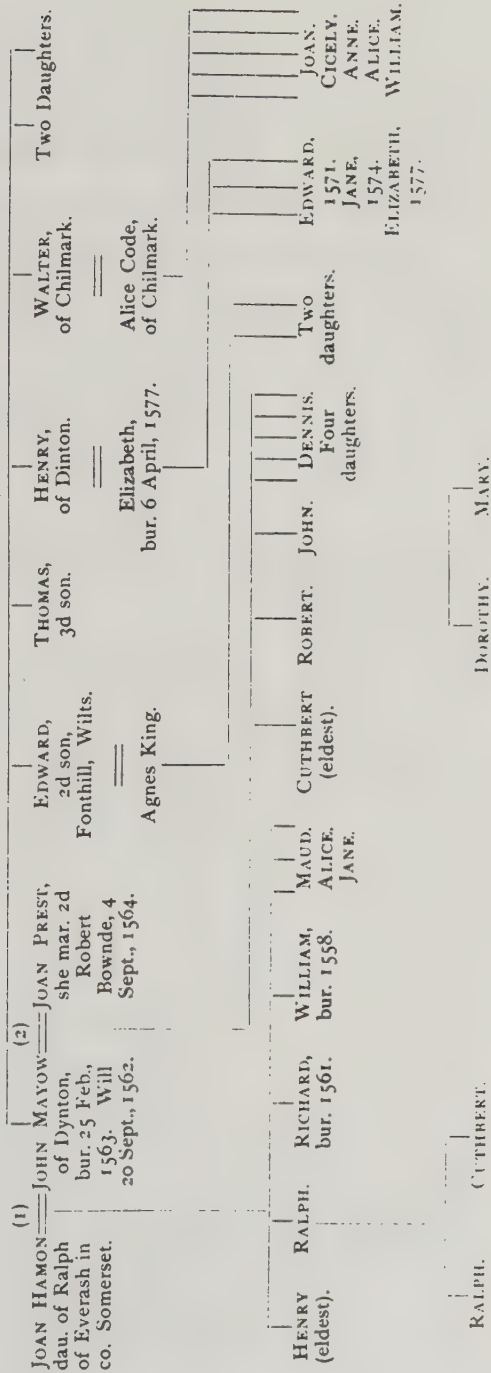 (1)
(2)
JOAN HAMON
dau. of Ralph
of Everash in
co. Somerset.
JOHN MAYOW
of Dynton,
bur. 25 Feb.,
1563. Will
20 Sept., 1562.
JOAN PREST,
she mar. 2d
Robert
Bownde, 4
Sept., 1564.
EDWARD,
2d son,
Fonthill, Wilts.
Agnes King.
THOMAS,
3d son.
HENRY,
of Dinton.
Elizabeth,
bur. 6 April, 1577.
WALTER,
of Chilmark.
Alice Code,
of Chilmark.
Two Daughters.
HENRY
(eldest).
RALPH.
RICHARD,
bur. 1561.
WILLIAM,
bur. 1558.
MAUD.
ALICE.
JANE.
CUTHBERT
(eldest).
ROBERT.
JOHN.
DENNIS.
Four
daughters.
Two
daughters.
EDWARD,
1571.
JANE,
1574.
ELIZABETH,
1577.
JOAN.
CICELY.
ANNE.
ALICE.
WILLIAM.
RALPH.
CUTHBERT.
DOROTHY.
MARY.